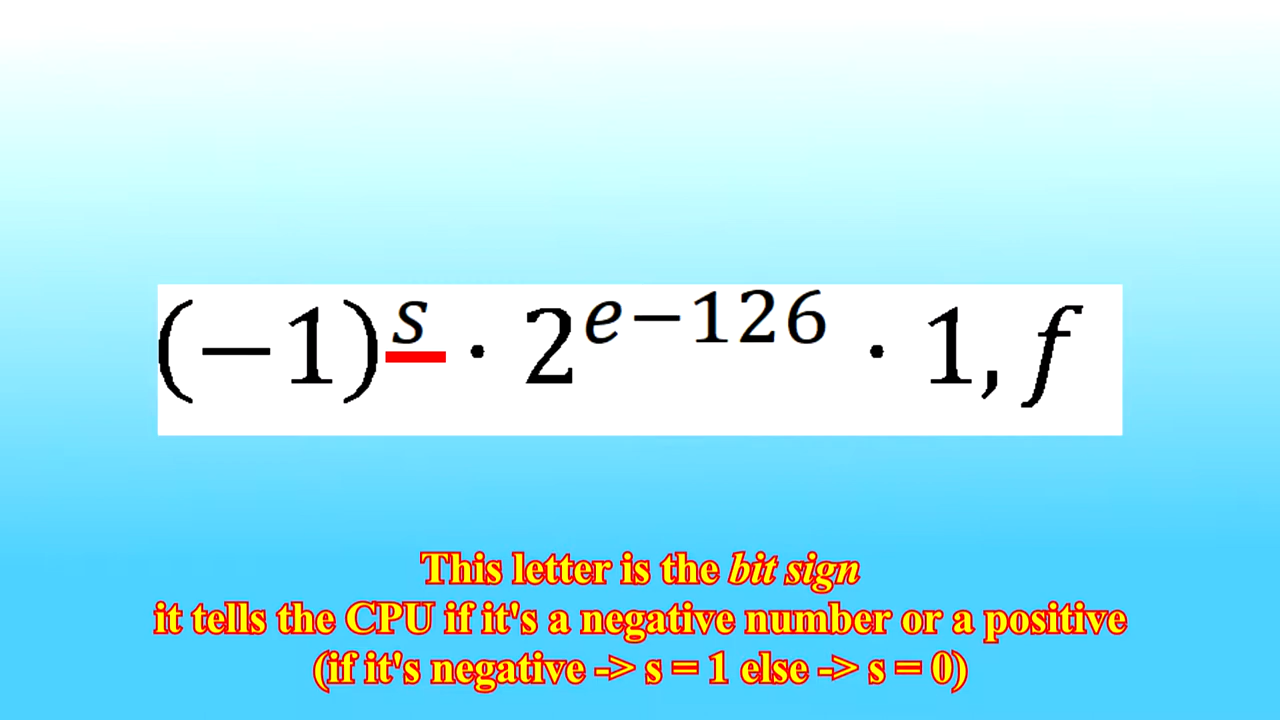 (−1)^s · 2^{e−126} · 1,f
This letter is the bit sign
it tells the CPU if it's a negative number or a positive
(if it's negative -> s = 1 else -> s = 0)